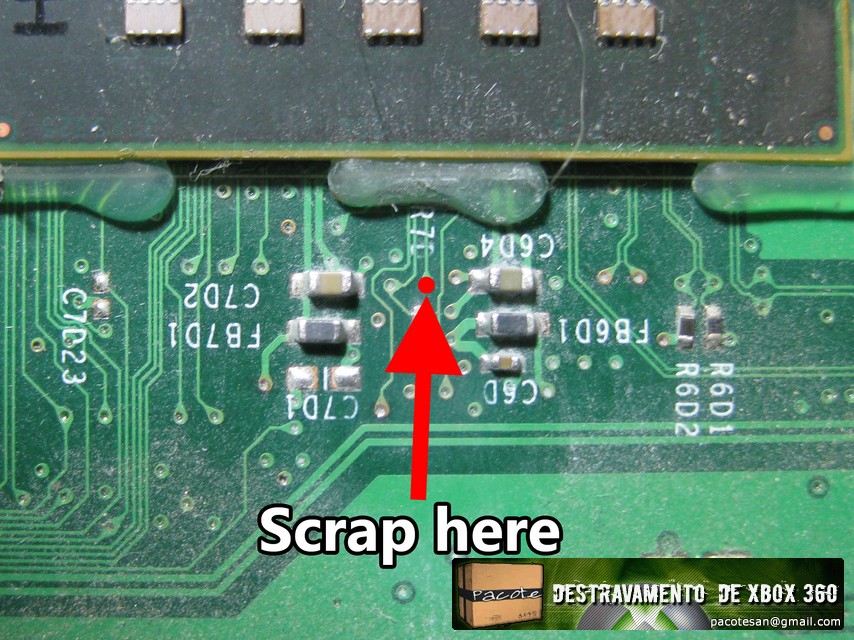 H
C6D4
C7D2
FB7D1
FB6D1
C7D23
C7D1
C6D
R6D2
R6D1
Scrap here
Pacote
DESTRAVAMENTO DE XBOX 360
pacotesan@gmail.com